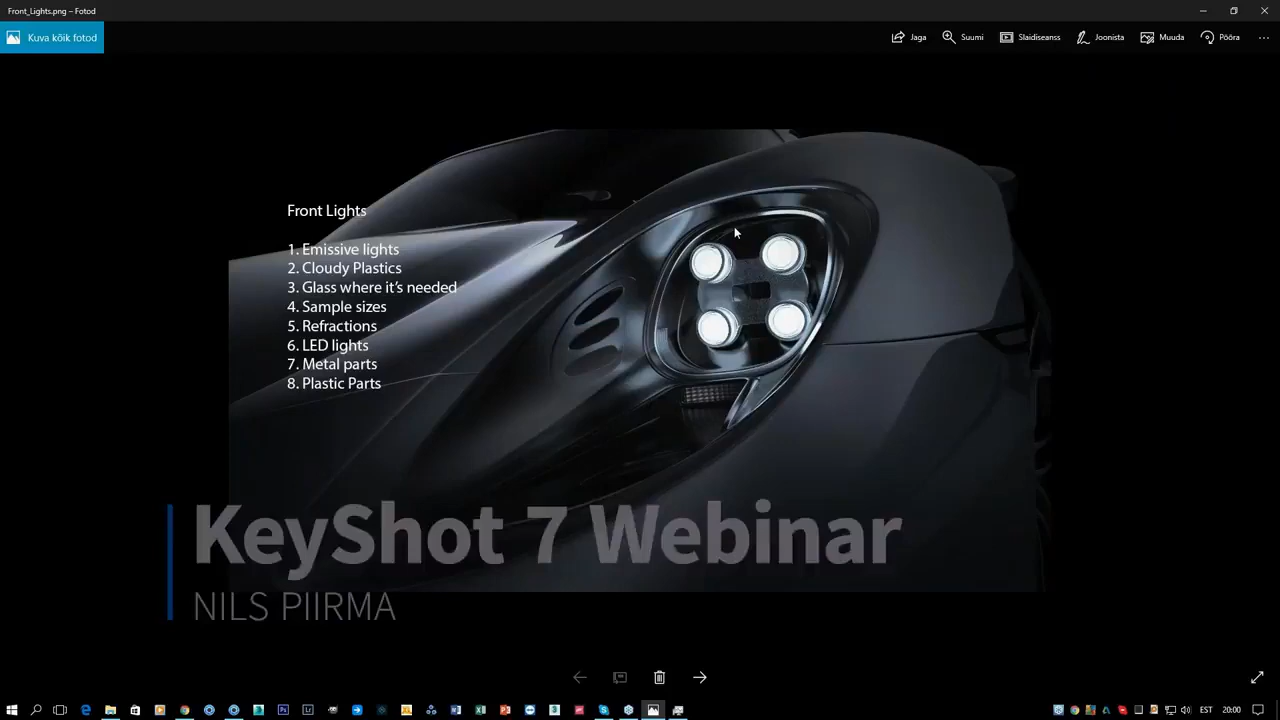 Front_Lights.png – Fotod
Kuva kõik fotod
Jaga
Suumi
Slaidiseanss
Joonista
Muuda
Pööra
Front Lights
1. Emissive lights
2. Cloudy Plastics
3. Glass where it's needed
4. Sample sizes
5. Refractions
6. LED lights
7. Metal parts
8. Plastic Parts
KeyShot 7 Webinar
NILS PIIRMA
EST
20:00